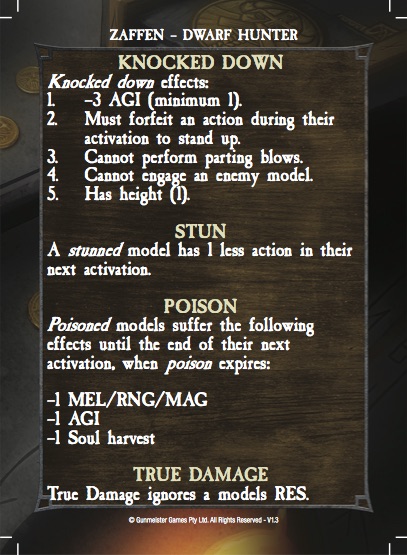 ZAFFEN – DWARF HUNTER
KNOCKED DOWN
Knocked down effects:
1. –3 AGI (minimum 1).
2. Must forfeit an action during their
activation to stand up.
3. Cannot perform parting blows.
4. Cannot engage an enemy model.
5. Has height (1).
STUN
A stunned model has 1 less action in their
next activation.
POISON
Poisoned models suffer the following
effects until the end of their next
activation, when poison expires:
–1 MEL/RNG/MAG
–1 AGI
–1 Soul harvest
TRUE DAMAGE
True Damage ignores a models RES.
© Gunmeister Games Pty Ltd. All Rights Reserved - V1.3